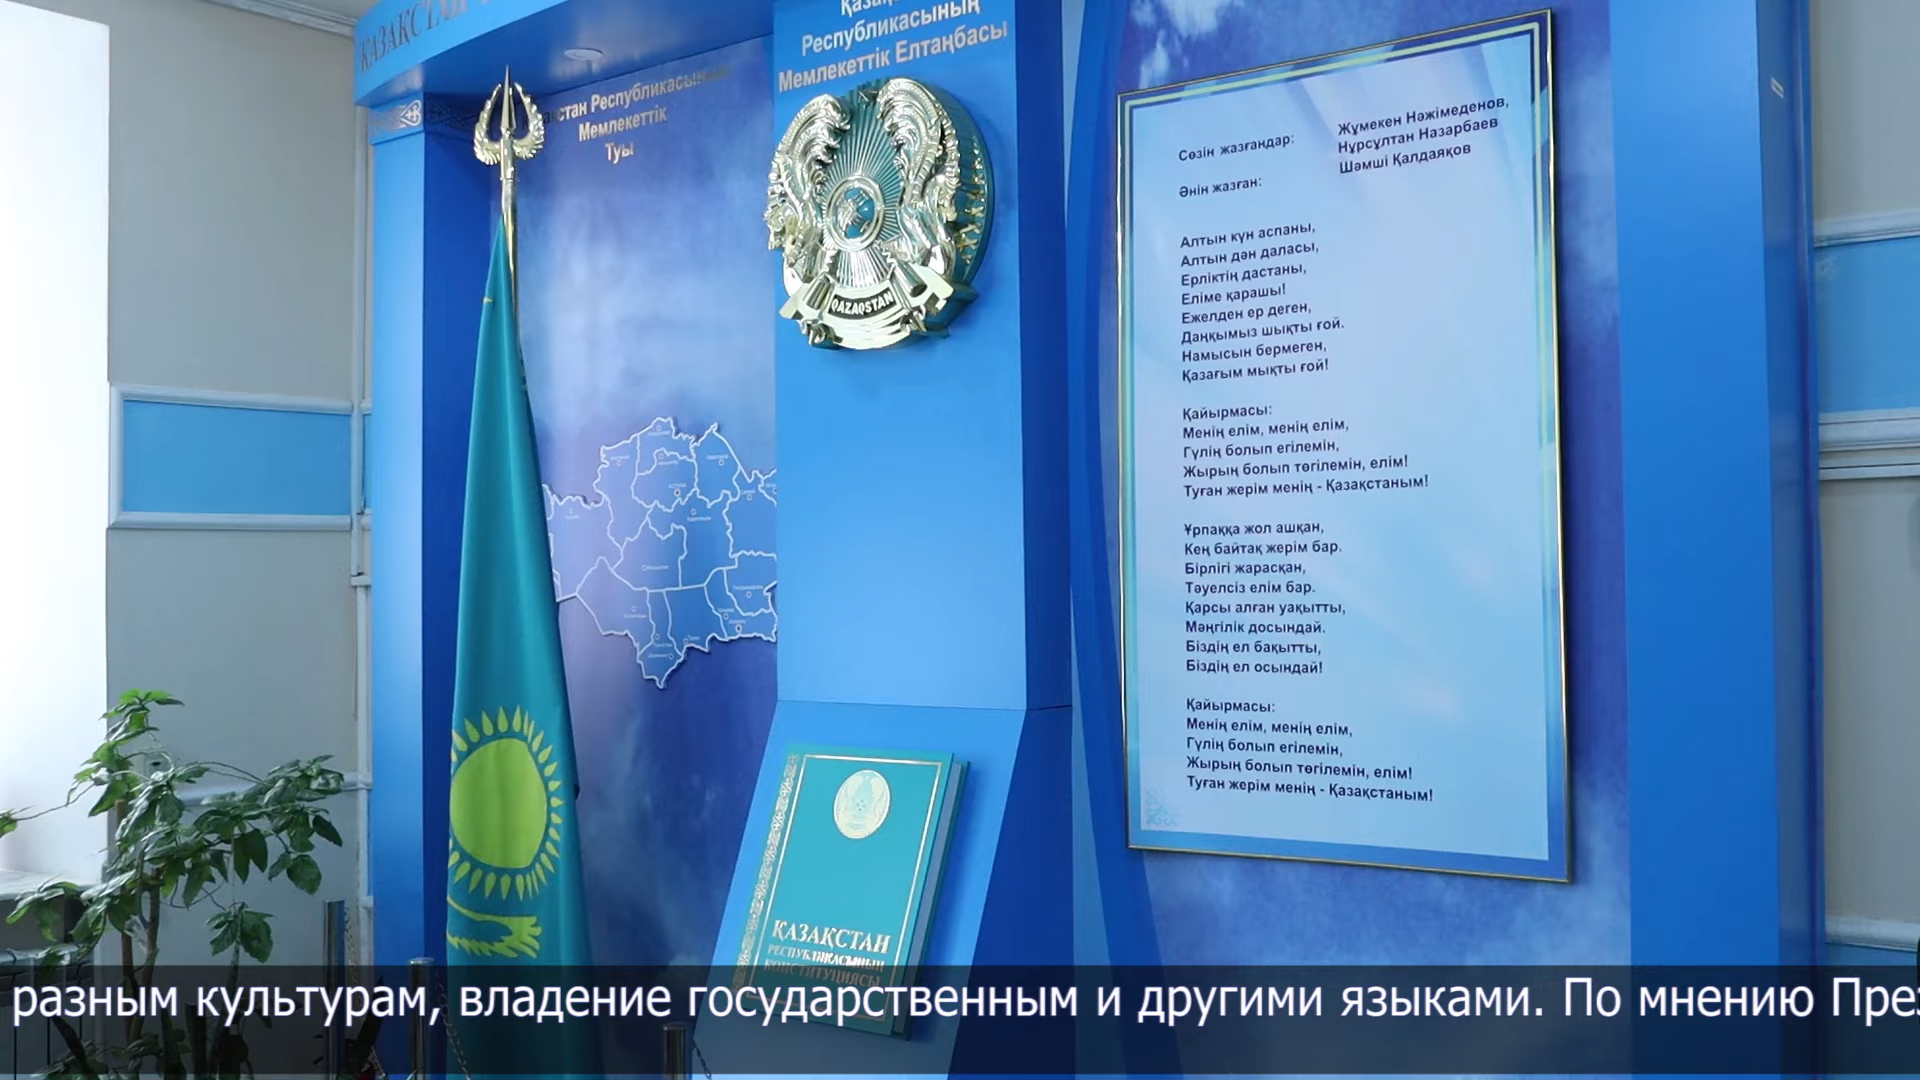 ҚАЗАҚСТАН
Республикасының
Мемлекеттік
Туы
Республикасының
Мемлекеттік Елтаңбасы
QAZAQSTAN
Сөзін жазғандар:
Жұмекен Нәжімеденов,
Нұрсұлтан Назарбаев
Әнін жазған:
Шәмші Қалдаяқов
Алтын күн аспаны,
Алтын дән даласы,
Ерліктің дастаны,
Еліме қарашы!
Ежелден ер деген,
Даңқымыз шықты ғой.
Намысын бермеген,
Қазағым мықты ғой!
Қайырмасы:
Менің елім, менің елім,
Гүлің болып егілемін,
Жырың болып төгілемін, елім!
Туған жерім менің - Қазақстаным!
Ұрпаққа жол ашқан,
Кең байтақ жерім бар.
Бірлігі жарасқан,
Тәуелсіз елім бар.
Қарсы алған уақытты,
Мәңгілік досындай.
Біздің ел бақытты,
Біздің ел осындай!
Қайырмасы:
Менің елім, менің елім,
Гүлің болып егілемін,
Жырың болып төгілемін, елім!
Туған жерім менің - Қазақстаным!
ҚАЗАҚСТАН
РЕСПУБЛИКАСЫНЫҢ
КОНСТИТУЦИЯСЫ
разным культурам, владение государственным и другими языками. По мнению През